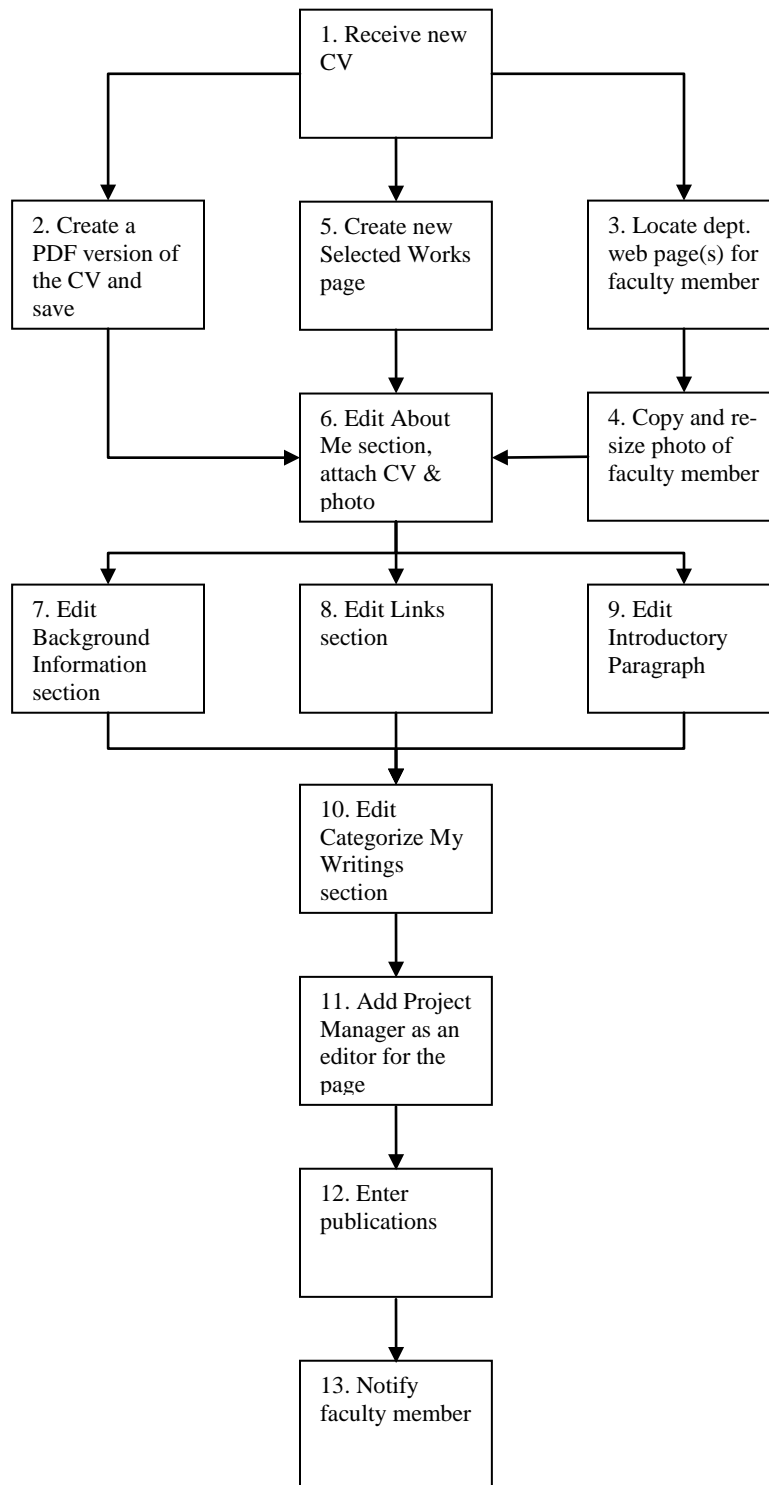 1. Receive new
CV
2. Create a
PDF version of
the CV and
save
5. Create new
Selected Works
page
3. Locate dept.
web page(s) for
faculty member
6. Edit About
Me section,
attach CV &
photo
4. Copy and re-
size photo of
faculty member
7. Edit
Background
Information
section
8. Edit Links
section
9. Edit
Introductory
Paragraph
10. Edit
Categorize My
Writings
section
11. Add Project
Manager as an
editor for the
page
12. Enter
publications
13. Notify
faculty member